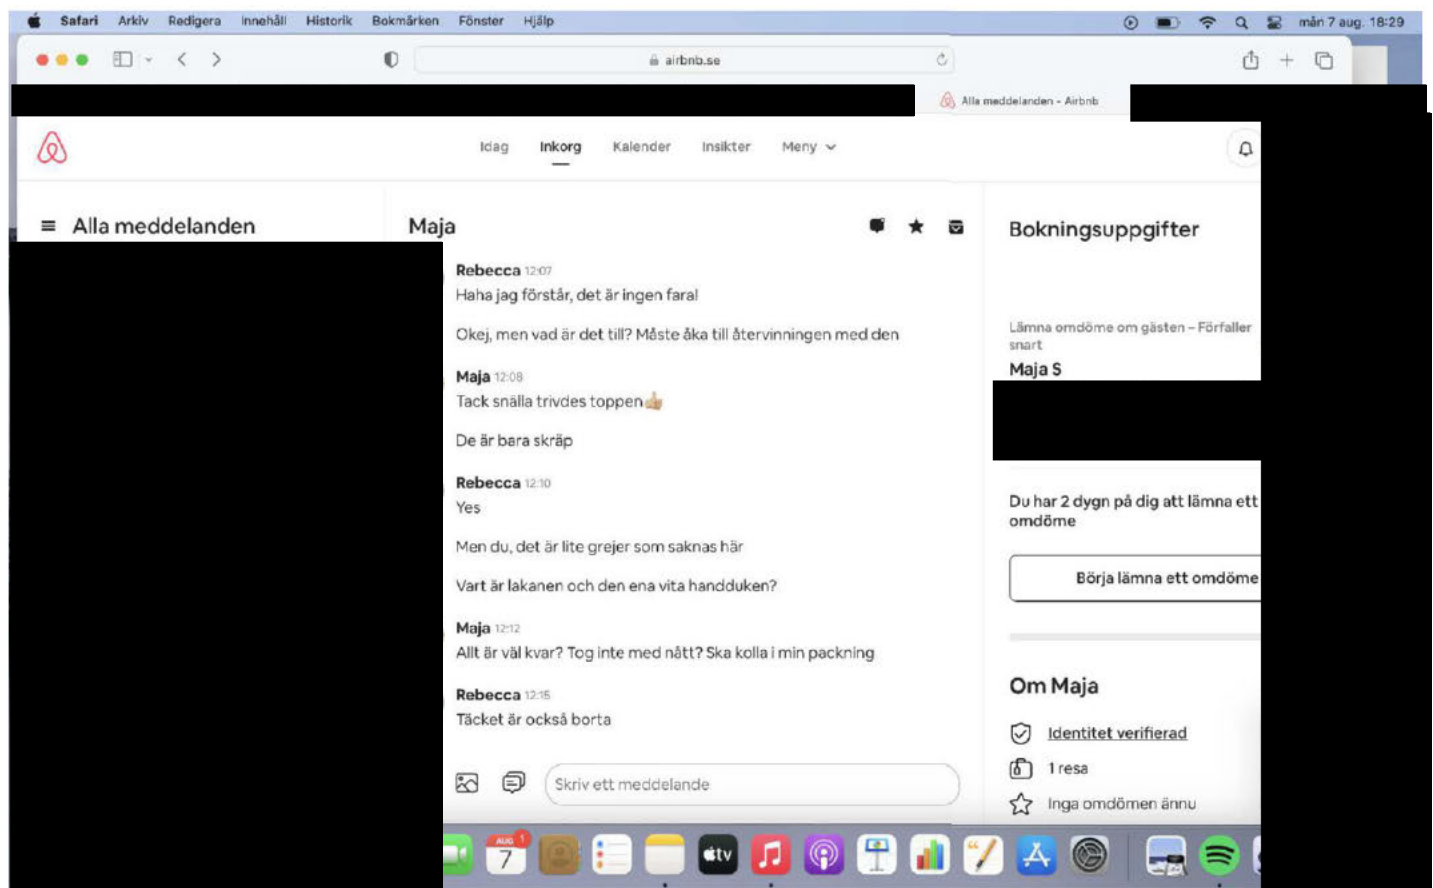 Safari Arkiv Redigera Innehåll Historik Bokmärken Fönster Hjälp mån 7 aug. 18:29
airbnb.se
Alla meddelanden - Airbnb
Idag Inkorg Kalender Insikter Meny
Alla meddelanden
Maja
Rebecca 12:07
Haha jag förstår, det är ingen fara!
Okej, men vad är det till? Måste åka till återvinningen med den
Maja 12:08
Tack snälla trivdes toppen👍🏼
De är bara skräp
Rebecca 12:10
Yes
Men du, det är lite grejer som saknas här
Vart är lakanen och den ena vita handduken?
Maja 12:12
Allt är väl kvar? Tog inte med nått? Ska kolla i min packning
Rebecca 12:15
Täcket är också borta
Skriv ett meddelande
Bokningsuppgifter
Lämna omdöme om gästen – Förfaller
snart
Maja S
Du har 2 dygn på dig att lämna ett
omdöme
Börja lämna ett omdöme
Om Maja
Identitet verifierad
1 resa
Inga omdömen ännu
AUG 1
7
tv